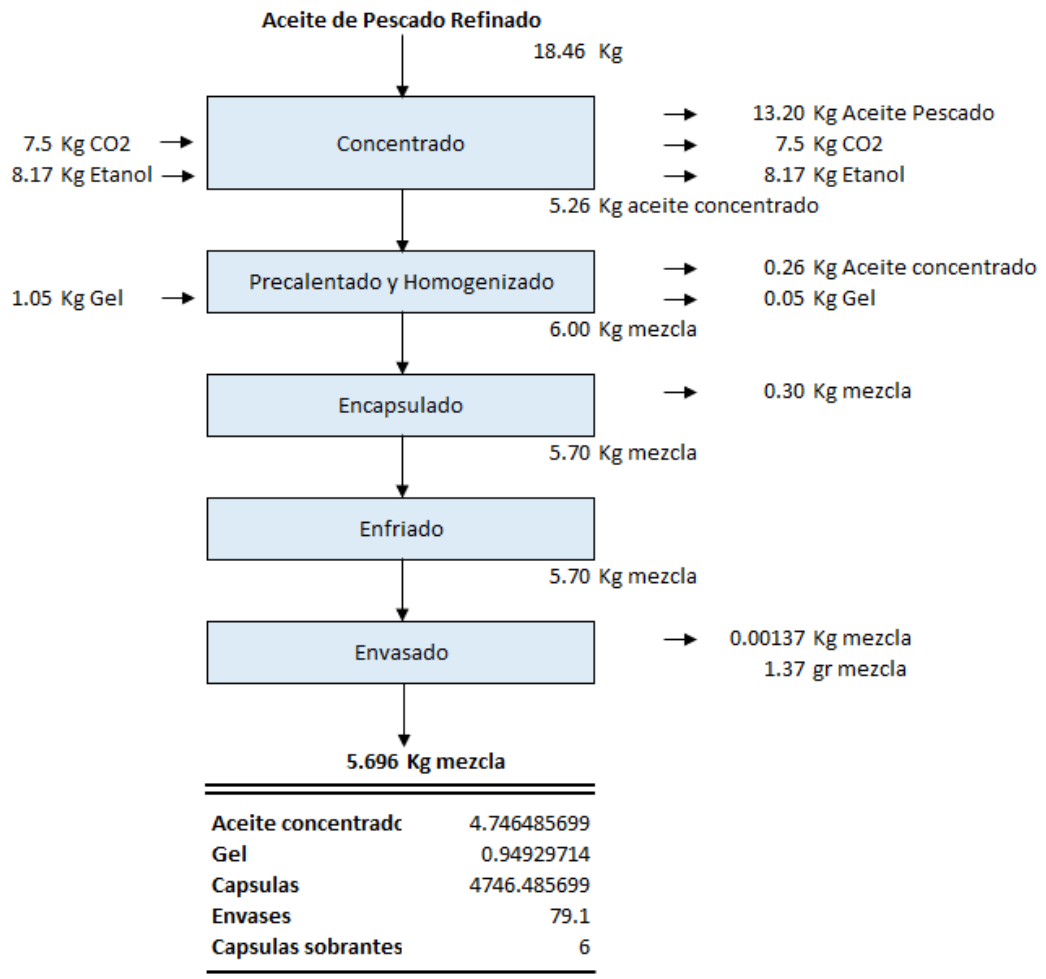 Aceite de Pescado Refinado
18.46 Kg
13.20 Kg Aceite Pescado
7.5 Kg CO2
Concentrado
7.5 Kg CO2
8.17 Kg Etanol
8.17 Kg Etanol
5.26 Kg aceite concentrado
0.26 Kg Aceite concentrado
Precalentado y Homogenizado
1.05 Kg Gel
0.05 Kg Gel
6.00 Kg mezcla
0.30 Kg mezcla
Encapsulado
5.70 Kg mezcla
Enfriado
5.70 Kg mezcla
0.00137 Kg mezcla
Envasado
1.37 gr mezcla
5.696 Kg mezcla
Aceite concentradc 4.746485699
Gel 0.94929714
Capsulas 4746.485699
Envases 79.1
Capsulas sobrantes 6